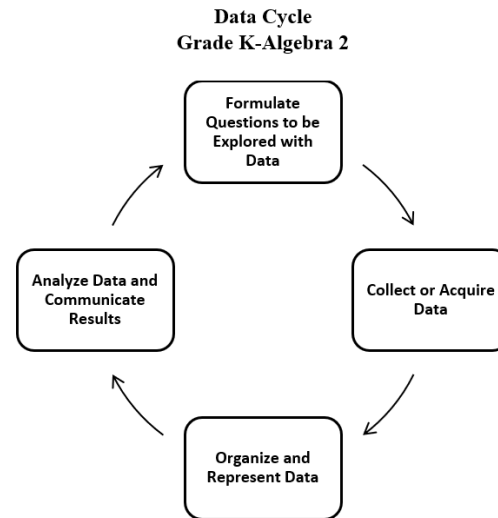 Data Cycle
Grade K-Algebra 2
Formulate
Questions to be
Explored with
Data
Collect or Acquire
Data
Organize and
Represent Data
Analyze Data and
Communicate
Results